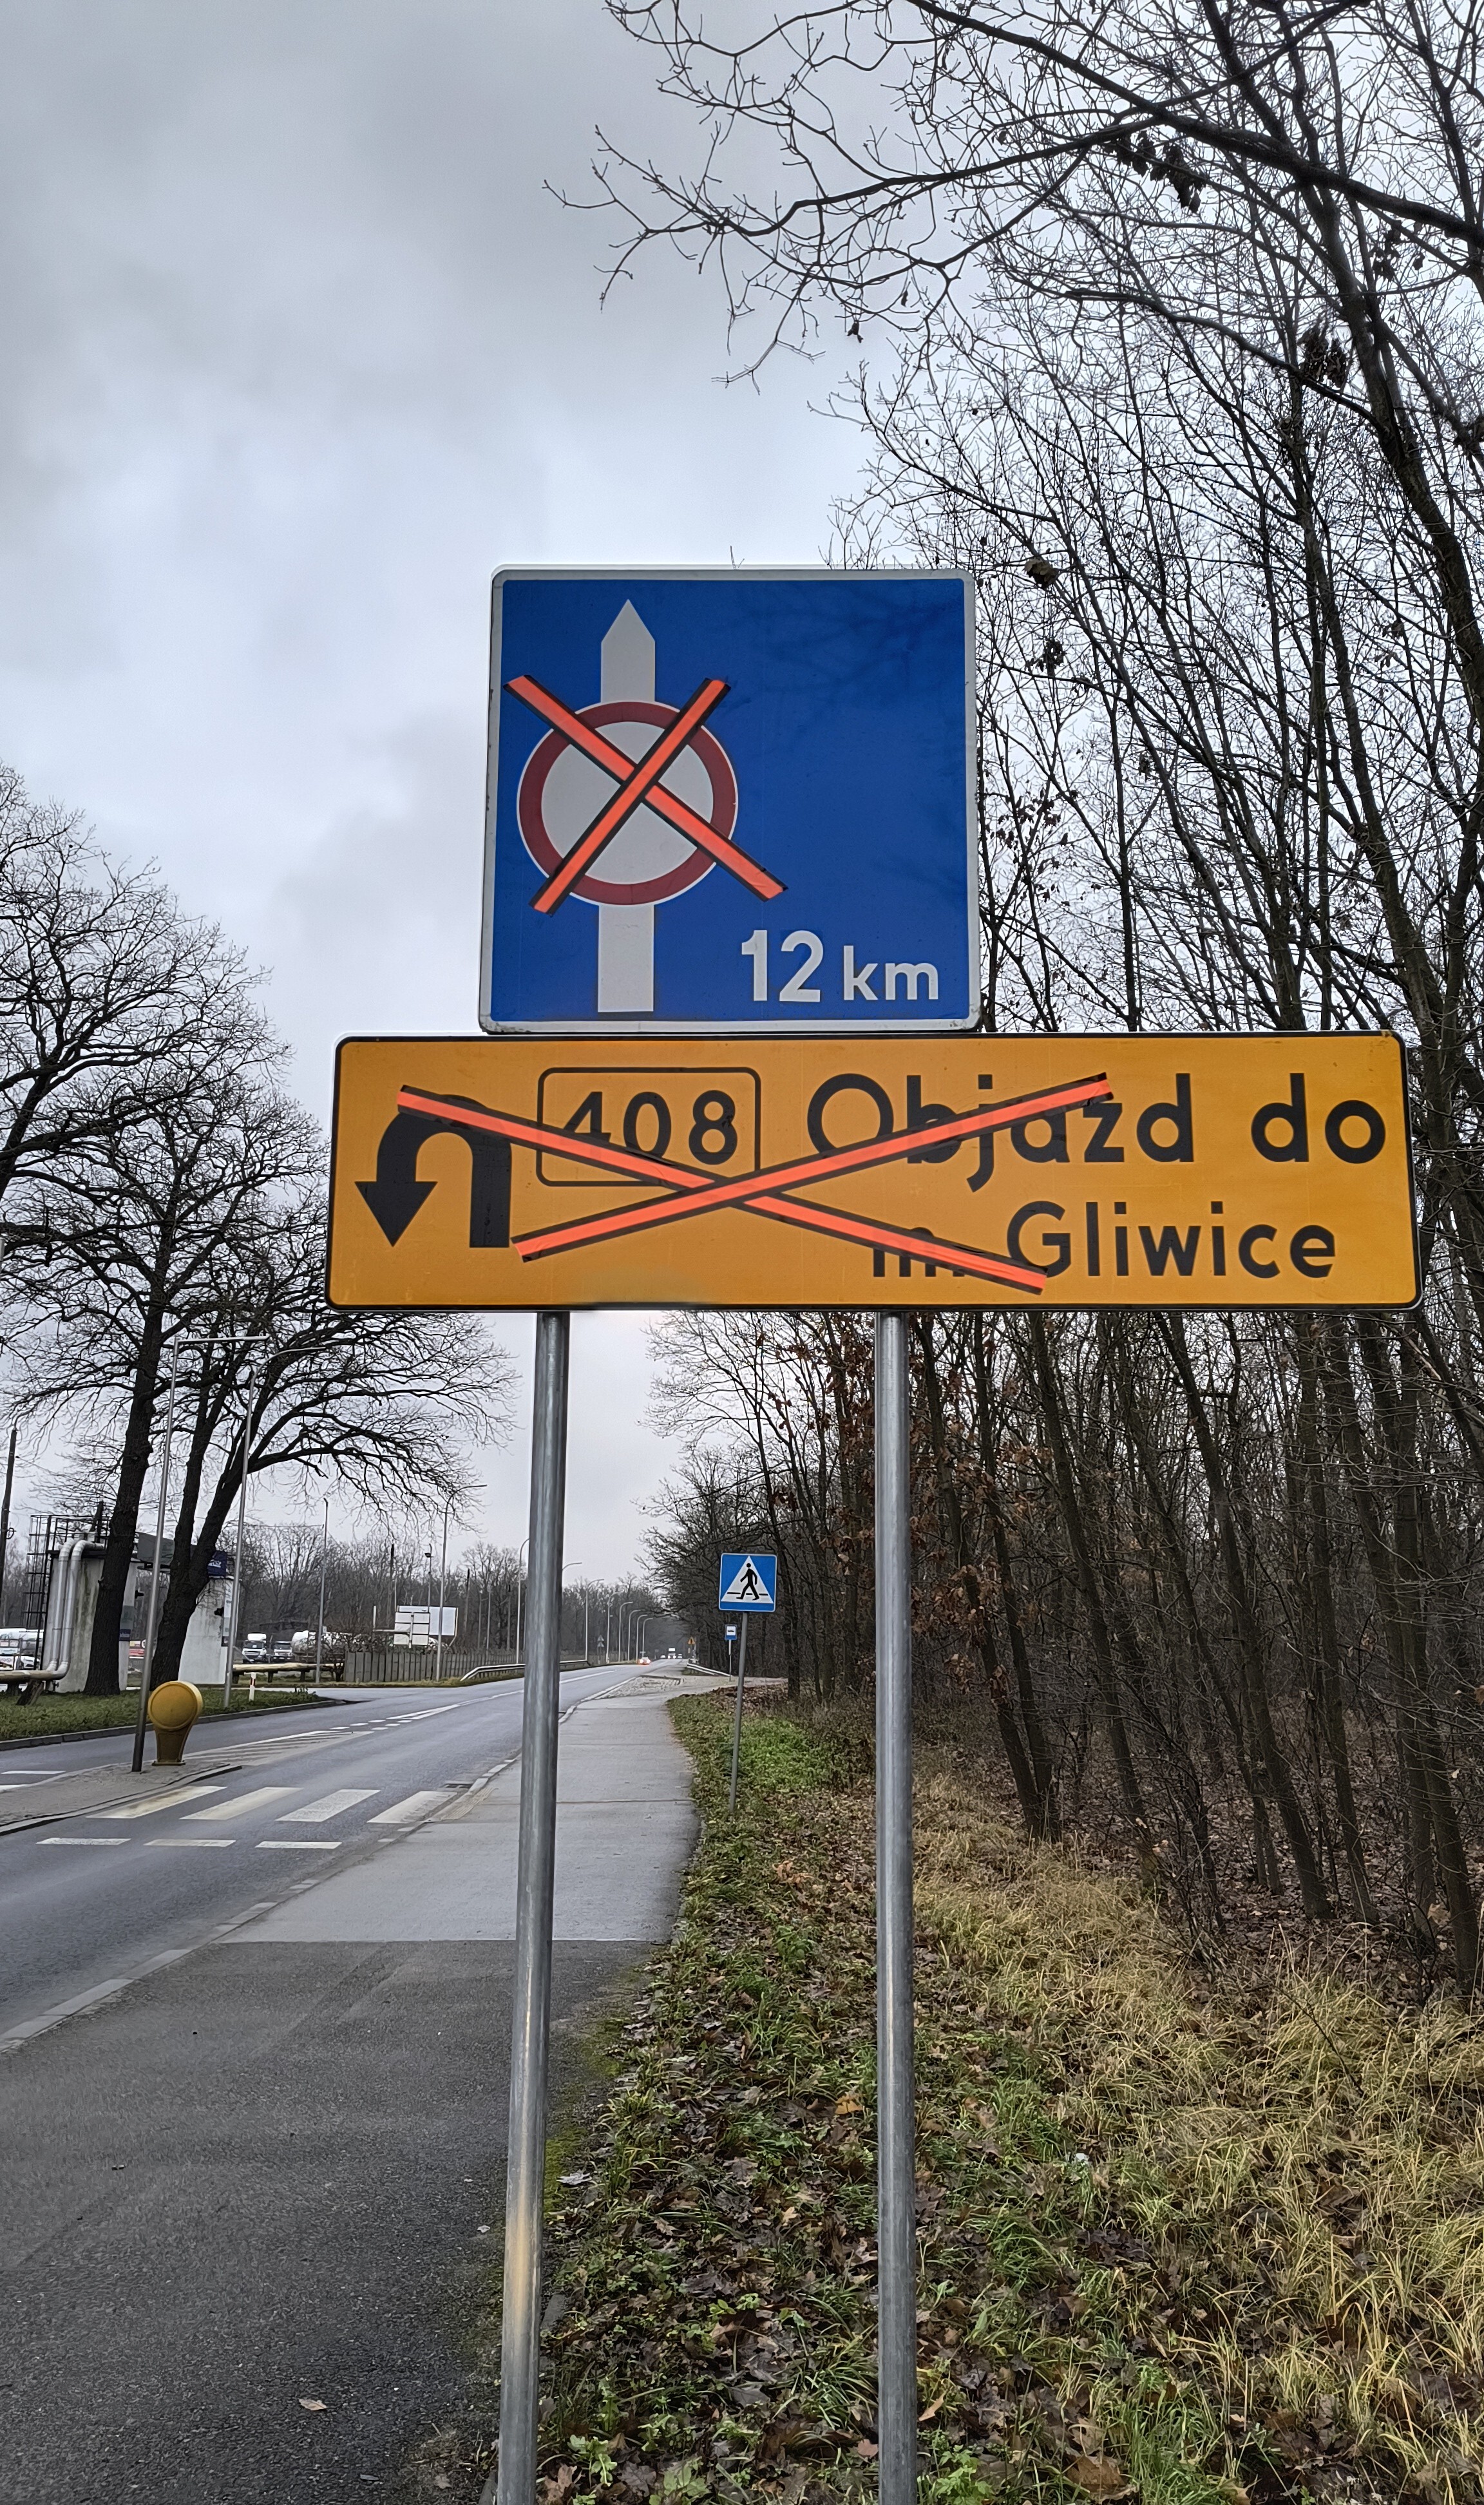 12 km
408 Objazd do
m. Gliwice